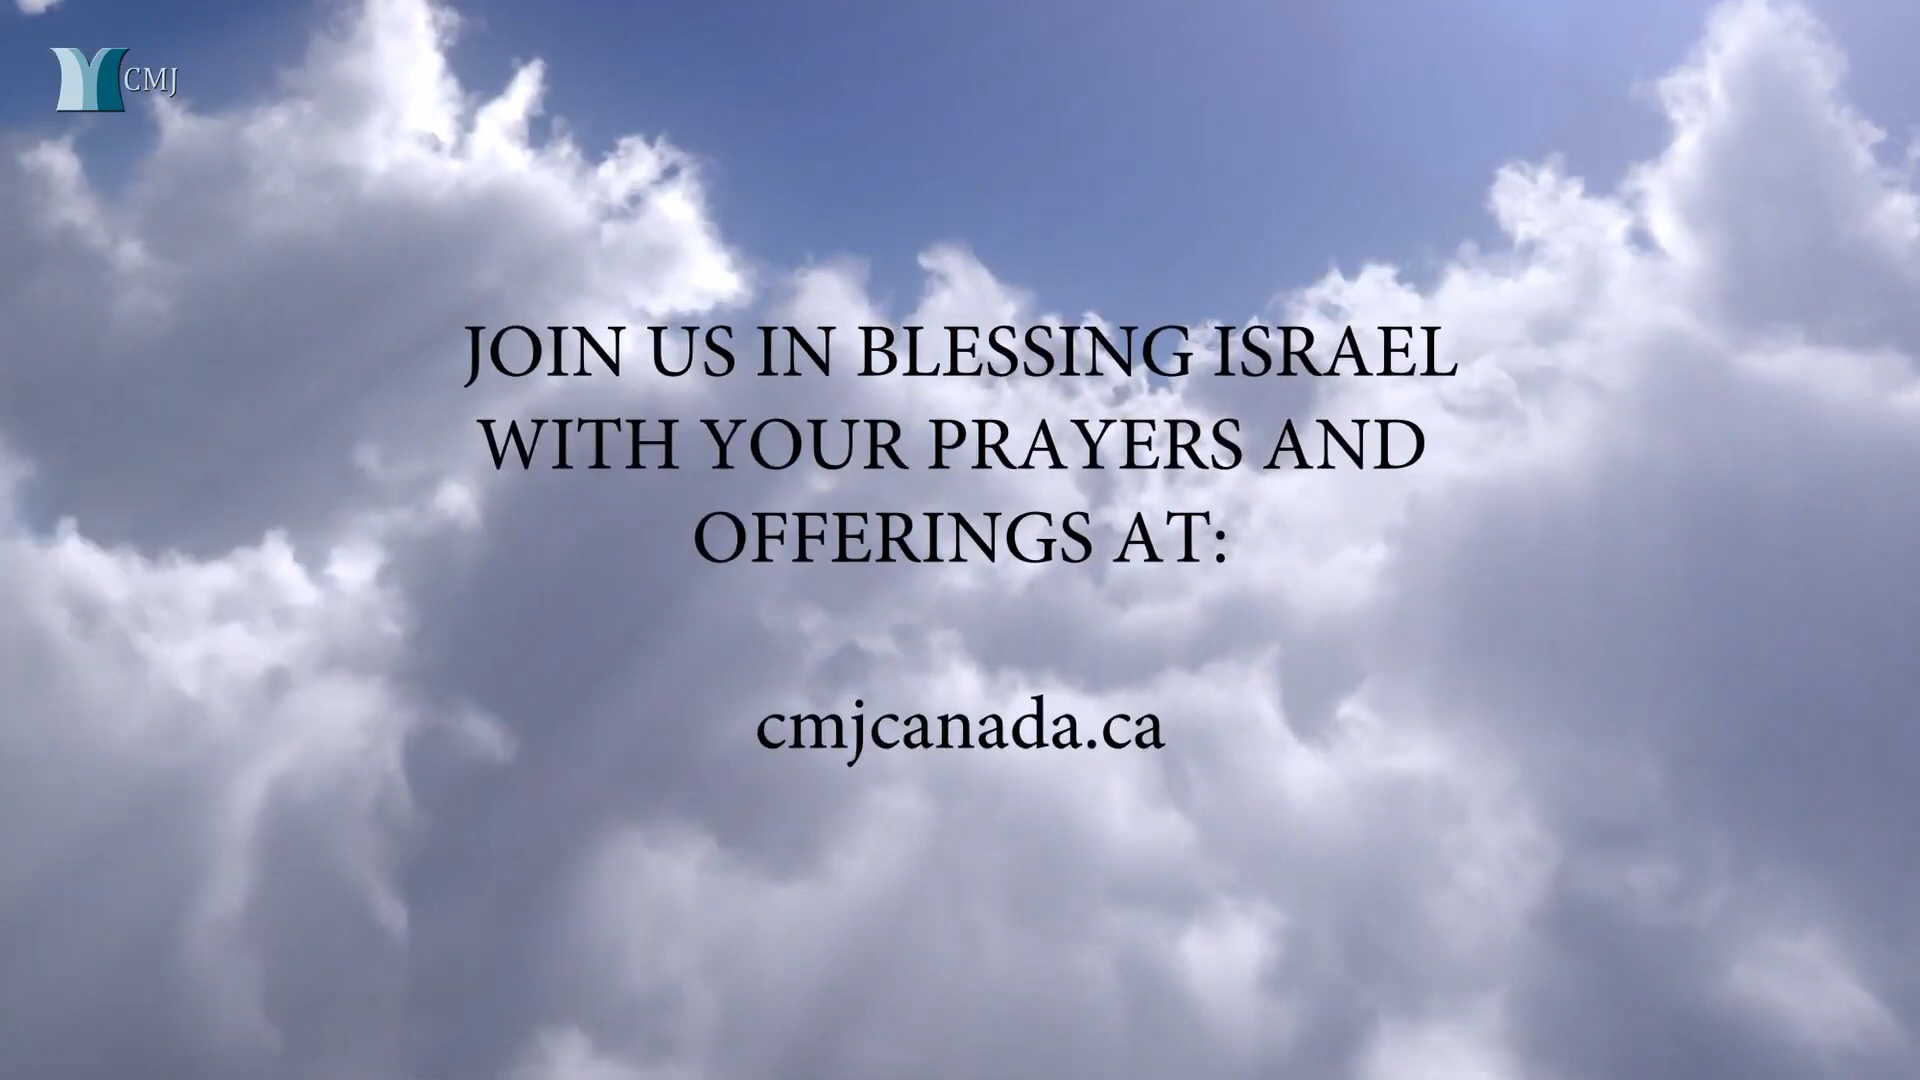 CMJ
JOIN US IN BLESSING ISRAEL
WITH YOUR PRAYERS AND
OFFERINGS AT:
cmjcanada.ca